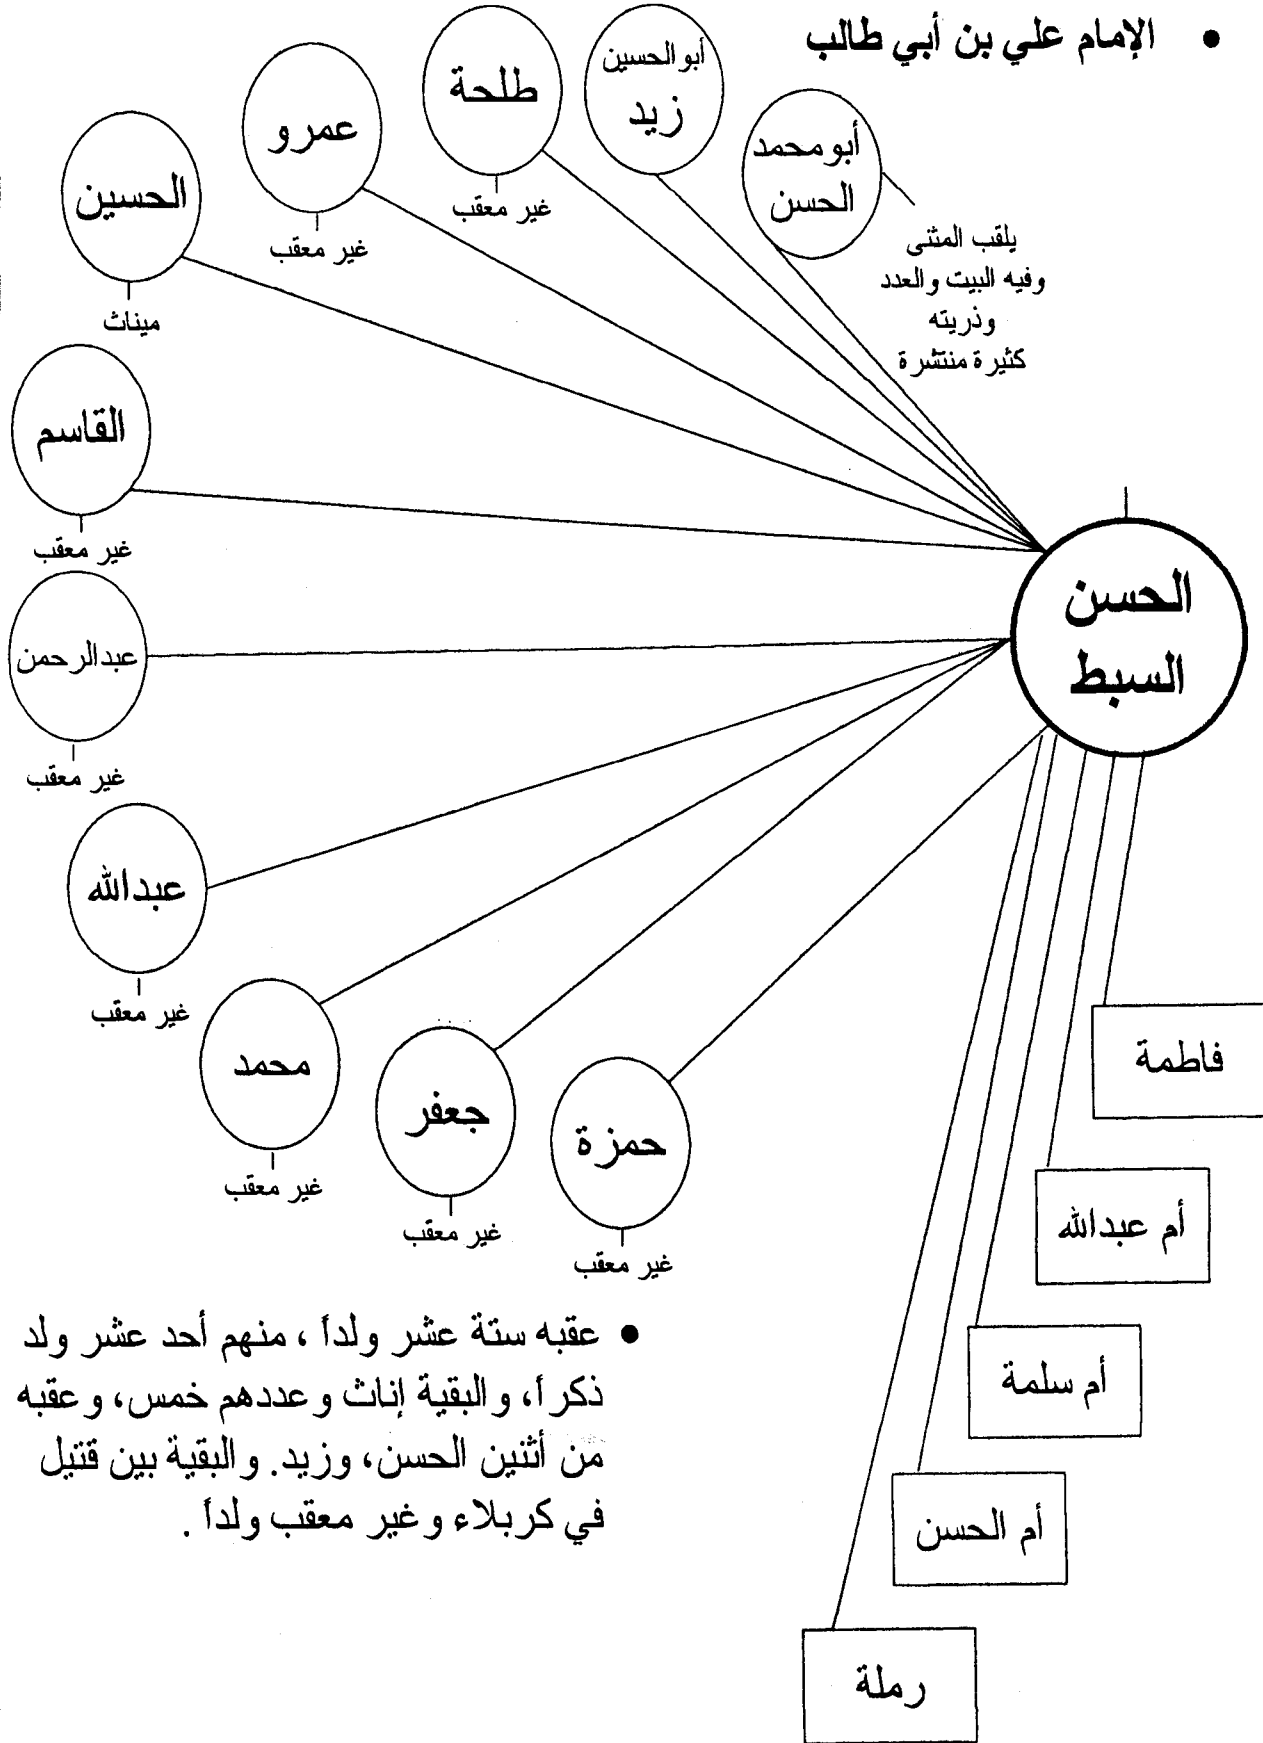 • الإمام علي بن أبي طالب
أبو محمد
الحسن
يلقب المثنى
وفيه البيت والعدد
وذريته
كثيرة منتشرة
أبو الحسين
زيد
طلحة
غير معقب
عمرو
غير معقب
الحسين
ميناث
القاسم
غير معقب
عبدالرحمن
غير معقب
عبدالله
غير معقب
محمد
غير معقب
جعفر
غير معقب
حمزة
غير معقب
الحسن
السبط
فاطمة
أم عبدالله
أم سلمة
أم الحسن
رملة
• عقبه ستة عشر ولداً ، منهم أحد عشر ولد
ذكراً، والبقية إناث وعددهم خمس، وعقبه
من أثنين الحسن، وزيد. والبقية بين قتيل
في كربلاء وغير معقب ولداً .